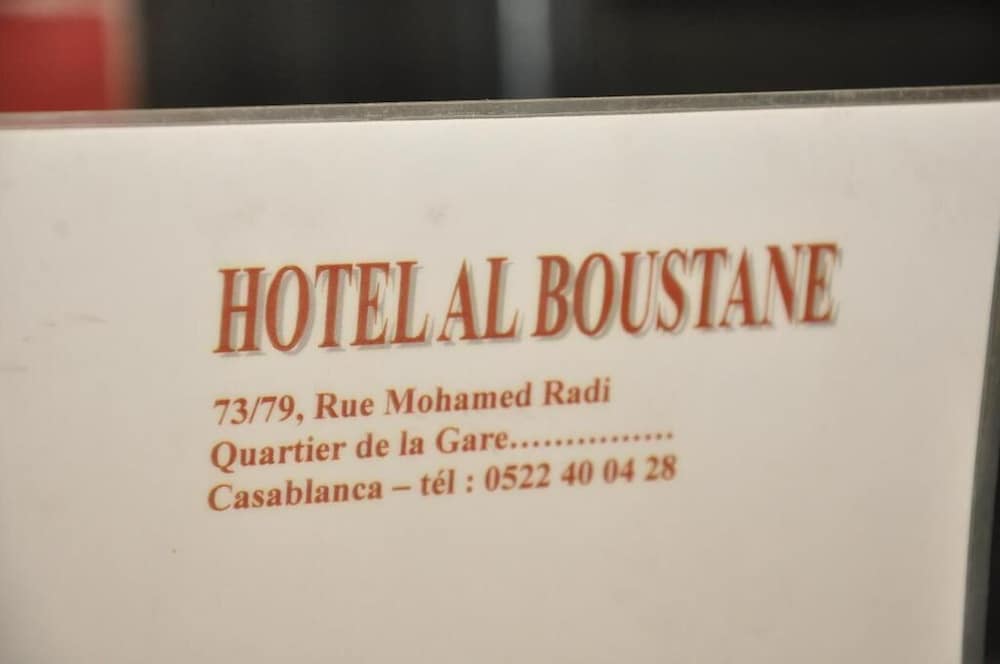 HOTEL AL BOUSTANE
73/79, Rue Mohamed Radi
Quartier de la Gare...............
Casablanca – tél : 0522 40 04 28